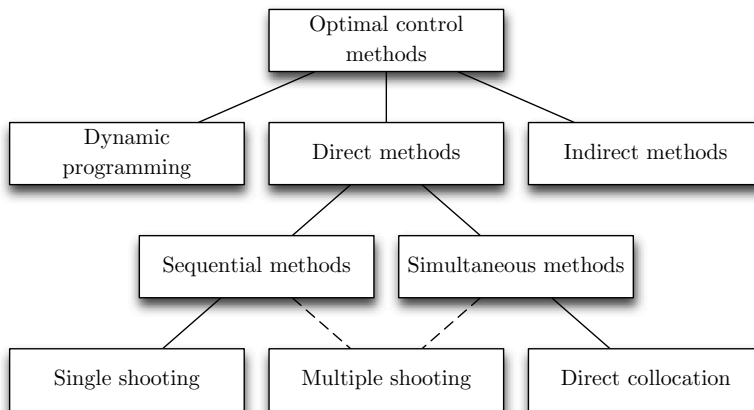 Optimal control
methods
Dynamic
programming
Direct methods
Indirect methods
Sequential methods
Simultaneous methods
Single shooting
Multiple shooting
Direct collocation